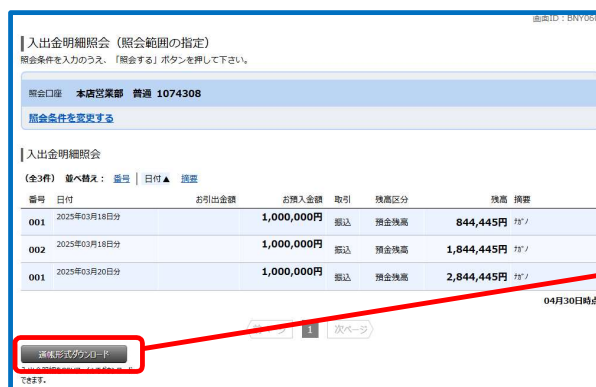 画面ID：BNY060
入出金明細照会（照会範囲の指定）
照会条件を入力のうえ、「照会する」ボタンを押して下さい。
照会口座 本店営業部 普通 1074308
照会条件を変更する
入出金明細照会
（全3件） 並べ替え： 番号 | 日付▲ 摘要
番号 日付 お引出金額 お預入金額 取引 残高区分 残高 摘要
001 2025年03月18日分 1,000,000円 振込 預金残高 844,445円 ﾅｶﾞﾉ
002 2025年03月18日分 1,000,000円 振込 預金残高 1,844,445円 ﾅｶﾞﾉ
001 2025年03月20日分 1,000,000円 振込 預金残高 2,844,445円 ﾅｶﾞﾉ
04月30日時点
1 次ページ
通帳形式ダウンロード
できます。